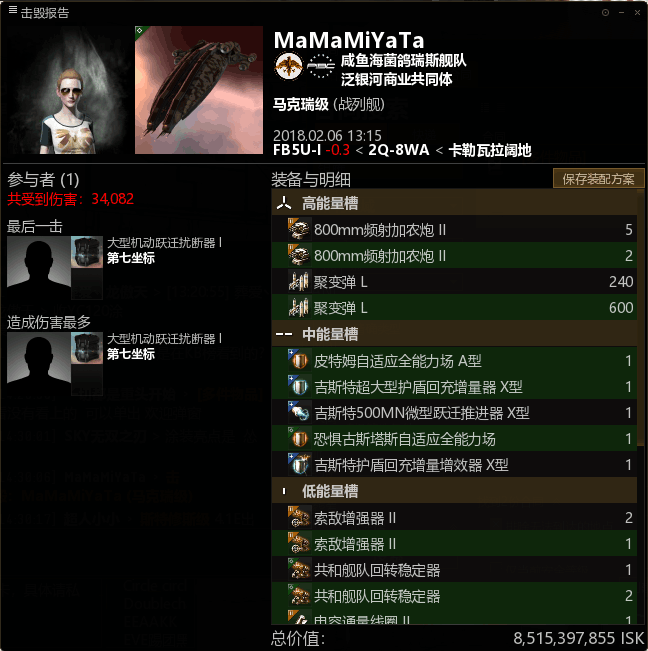 击毁报告
MaMaMiYaTa
咸鱼海菌鸽瑞斯舰队
泛银河商业共同体
马克瑞级 (战列舰)
2018.02.06 13:15
FB5U-I -0.3 < 2Q-8WA < 卡勒瓦拉阔地
参与者 (1)
共受到伤害：34,082
最后一击
大型机动跃迁扰断器 I
第七坐标
造成伤害最多
大型机动跃迁扰断器 I
第七坐标
装备与明细
保存装配方案
高能量槽
800mm频射加农炮 II 5
800mm频射加农炮 II 2
聚变弹 L 240
聚变弹 L 600
中能量槽
皮特姆自适应全能力场 A型 1
吉斯特超大型护盾回充增量器 X型 1
吉斯特500MN微型跃迁推进器 X型 1
恐惧古斯塔斯自适应全能力场 1
吉斯特护盾回充增量增效器 X型 1
低能量槽
索敌增强器 II 2
索敌增强器 II 1
共和舰队回转稳定器 1
共和舰队回转稳定器 2
电容通量线圈 II 1
总价值： 8,515,397,855 ISK